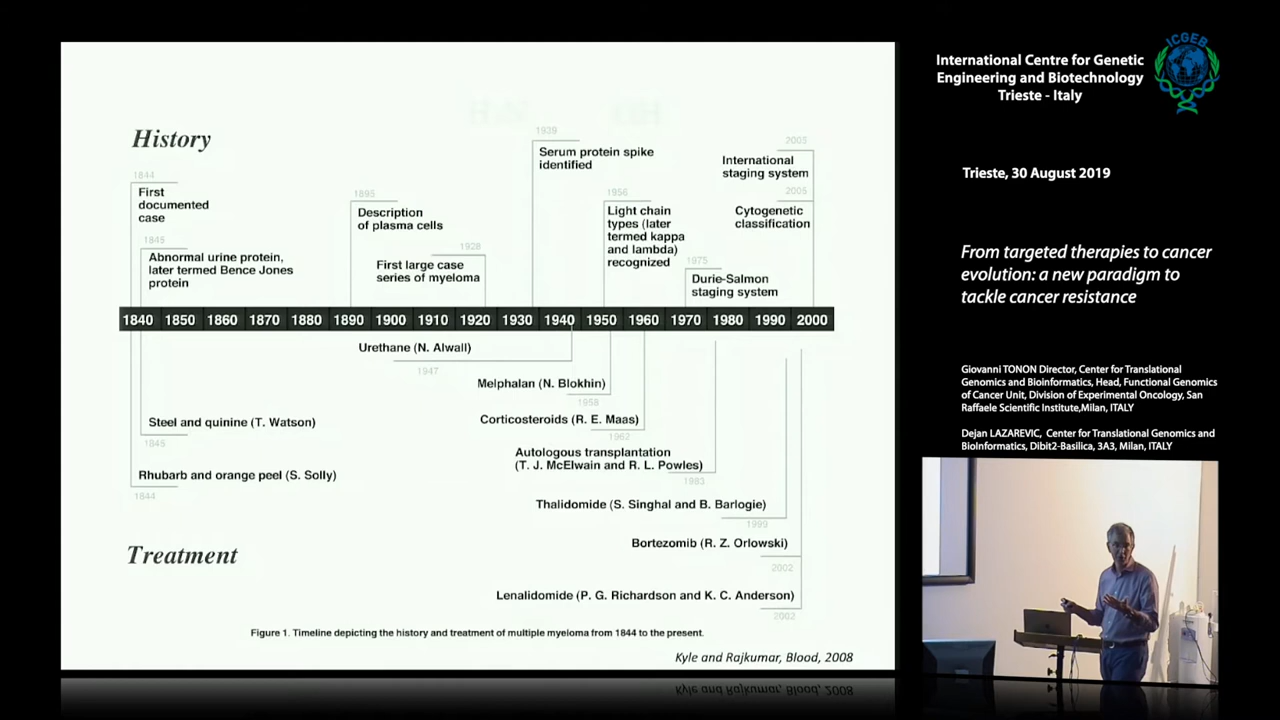 History
1844
First
documented
case
1845
Abnormal urine protein,
later termed Bence Jones
protein
1895
Description
of plasma cells
1928
First large case
series of myeloma
1939
Serum protein spike
identified
1956
Light chain
types (later
termed kappa
and lambda)
recognized
1975
Durie-Salmon
staging system
2005
International
staging system
2005
Cytogenetic
classification
1840 1850 1860 1870 1880 1890 1900 1910 1920 1930 1940 1950 1960 1970 1980 1990 2000
Urethane (N. Alwall)
1947
Melphalan (N. Blokhin)
1958
Corticosteroids (R. E. Maas)
1962
Autologous transplantation
(T. J. McElwain and R. L. Powles)
1983
Thalidomide (S. Singhal and B. Barlogie)
1999
Bortezomib (R. Z. Orlowski)
2002
Lenalidomide (P. G. Richardson and K. C. Anderson)
2002
Steel and quinine (T. Watson)
1845
Rhubarb and orange peel (S. Solly)
1844
Treatment
Figure 1. Timeline depicting the history and treatment of multiple myeloma from 1844 to the present.
Kyle and Rajkumar, Blood, 2008
International Centre for Genetic
Engineering and Biotechnology
Trieste - Italy
ICGEB
Trieste, 30 August 2019
From targeted therapies to cancer
evolution: a new paradigm to
tackle cancer resistance
Giovanni TONON Director, Center for Translational
Genomics and Bioinformatics, Head, Functional Genomics
of Cancer Unit, Division of Experimental Oncology, San
Raffaele Scientific Institute,Milan, ITALY
Dejan LAZAREVIC, Center for Translational Genomics and
BioInformatics, Dibit2-Basilica, 3A3, Milan, ITALY